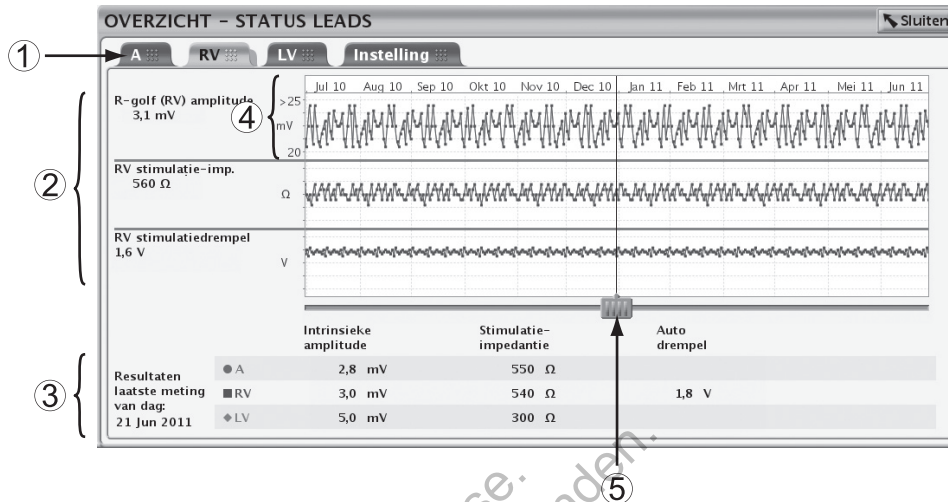 OVERZICHT – STATUS LEADS
Sluiten
1
A RV LV Instelling
Jul 10 Aug 10 Sep 10 Okt 10 Nov 10 Dec 10 Jan 11 Feb 11 Mrt 11 Apr 11 Mei 11 Jun 11
2
R-golf (RV) amplitude
3,1 mV
4
>25
mV
20
RV stimulatie-imp.
560 Ω
Ω
RV stimulatiedrempel
1,6 V
V
Intrinsieke amplitude
Stimulatie-impedantie
Auto drempel
3
Resultaten
laatste meting
van dag:
21 Jun 2011
A 2,8 mV 550 Ω
RV 3,0 mV 540 Ω 1,8 V
LV 5,0 mV 300 Ω
5